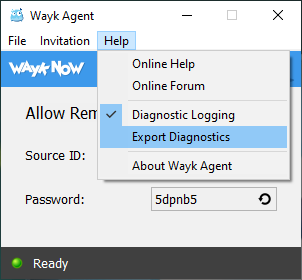 Wayk Agent
File Invitation Help
WAYK NOW
Online Help
Online Forum
Diagnostic Logging
Export Diagnostics
About Wayk Agent
Allow Rem
Source ID:
Password: 5dpnb5
Ready